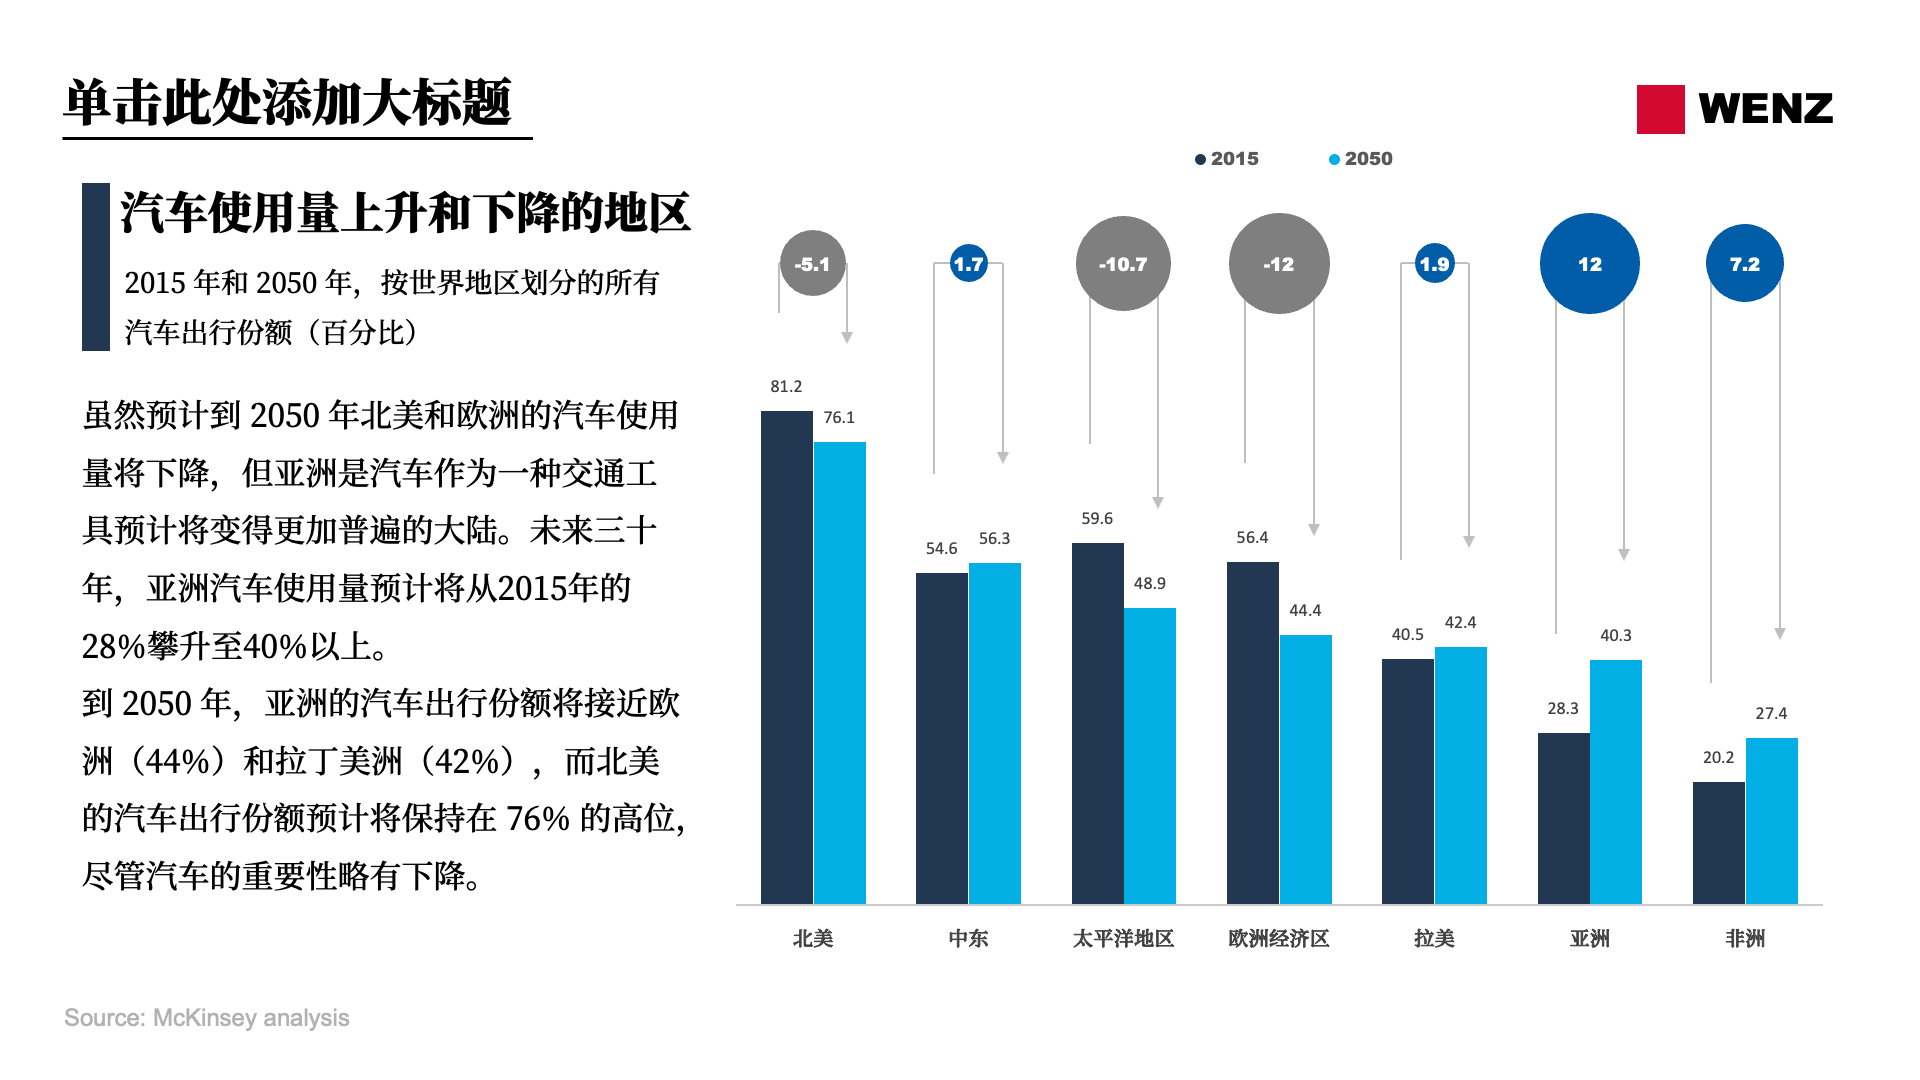 单击此处添加大标题
WENZ
汽车使用量上升和下降的地区
2015 年和 2050 年，按世界地区划分的所有
汽车出行份额（百分比）
虽然预计到 2050 年北美和欧洲的汽车使用
量将下降，但亚洲是汽车作为一种交通工
具预计将变得更加普遍的大陆。未来三十
年，亚洲汽车使用量预计将从2015年的
28%攀升至40%以上。
到 2050 年，亚洲的汽车出行份额将接近欧
洲（44%）和拉丁美洲（42%），而北美
的汽车出行份额预计将保持在 76% 的高位，
尽管汽车的重要性略有下降。
2015 2050
-5.1 1.7 -10.7 -12 1.9 12 7.2
81.2 76.1
54.6 56.3
59.6 48.9
56.4 44.4
40.5 42.4
28.3 40.3
20.2 27.4
北美 中东 太平洋地区 欧洲经济区 拉美 亚洲 非洲
Source: McKinsey analysis